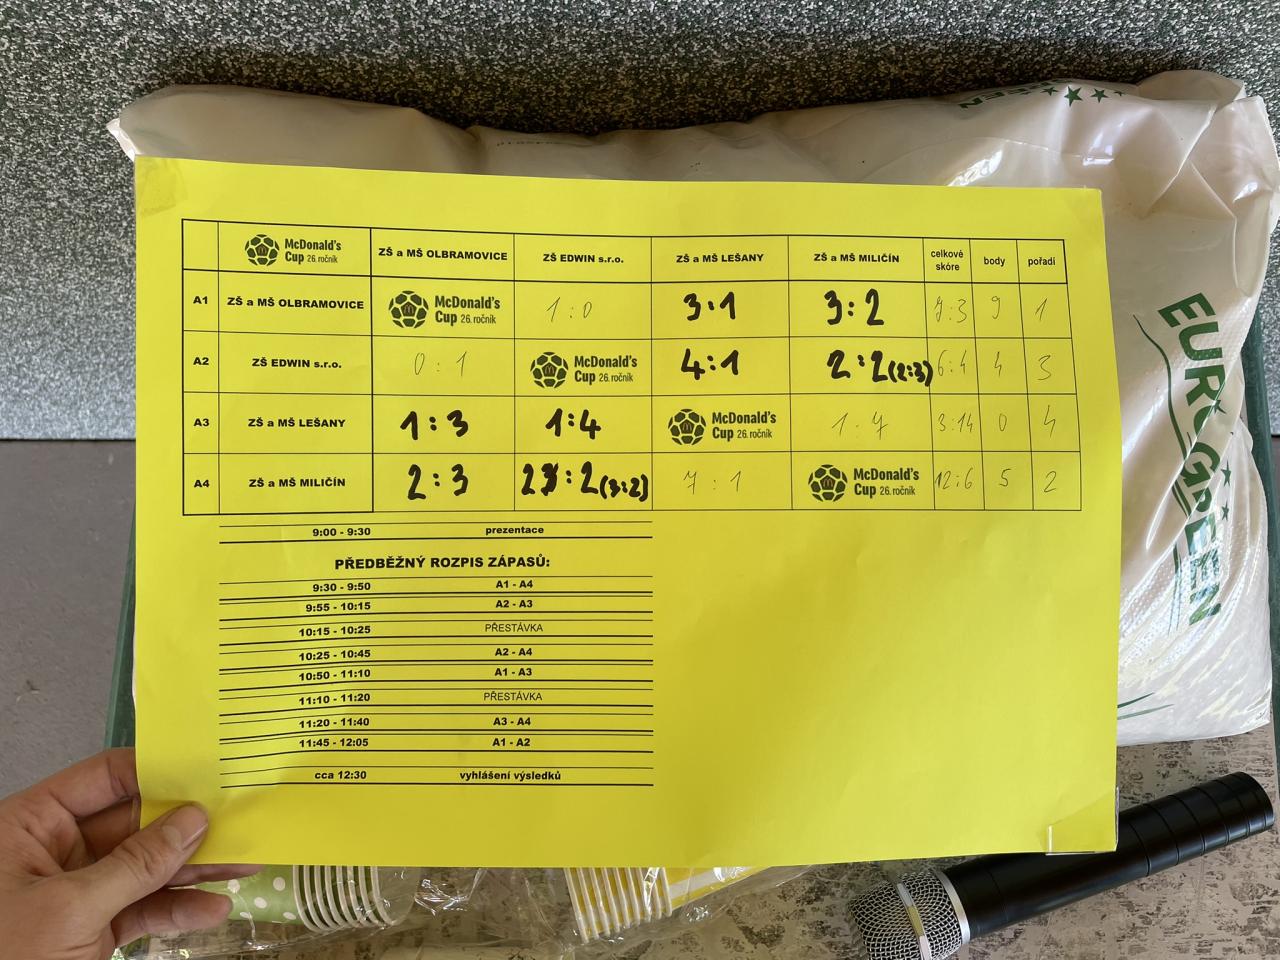 GREEN
McDonald's Cup 26. ročník ZŠ a MŠ OLBRAMOVICE ZŠ EDWIN s.r.o. ZŠ a MŠ LEŠANY ZŠ a MŠ MILIČÍN celkové skóre body pořadí
A1 ZŠ a MŠ OLBRAMOVICE McDonald's Cup 26. ročník 1:0 3:1 3:2 7:3 9 1
A2 ZŠ EDWIN s.r.o. 0:1 McDonald's Cup 26. ročník 4:1 2:2(2:3) 6:4 4 3
A3 ZŠ a MŠ LEŠANY 1:3 1:4 McDonald's Cup 26. ročník 1:7 3:14 0 4
A4 ZŠ a MŠ MILIČÍN 2:3 2:2(3:2) 7:1 McDonald's Cup 26. ročník 12:6 5 2
9:00 - 9:30 prezentace
PŘEDBĚŽNÝ ROZPIS ZÁPASŮ:
9:30 - 9:50 A1 - A4
9:55 - 10:15 A2 - A3
10:15 - 10:25 PŘESTÁVKA
10:25 - 10:45 A2 - A4
10:50 - 11:10 A1 - A3
11:10 - 11:20 PŘESTÁVKA
11:20 - 11:40 A3 - A4
11:45 - 12:05 A1 - A2
cca 12:30 vyhlášení výsledků
EUROGREEN